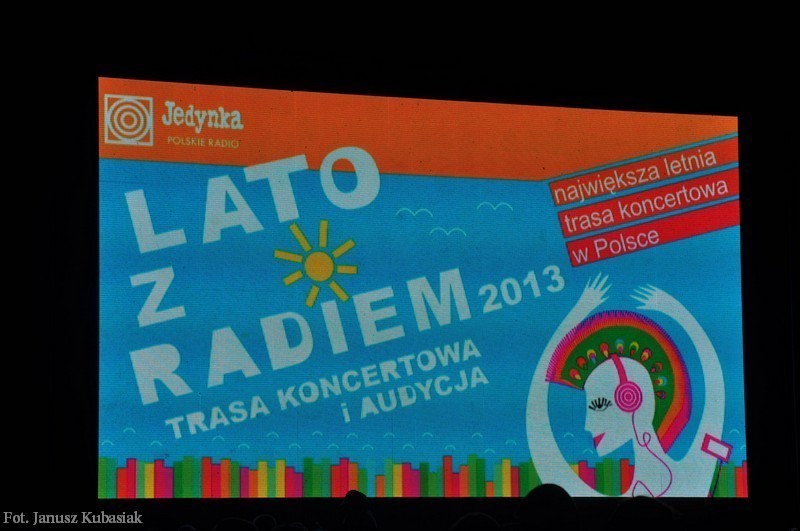 Jedynka
POLSKIE RADIO
LATO
Z
RADIEM 2013
TRASA KONCERTOWA
i AUDYCJA
największa letnia
trasa koncertowa
w Polsce
Fot. Janusz Kubasiak